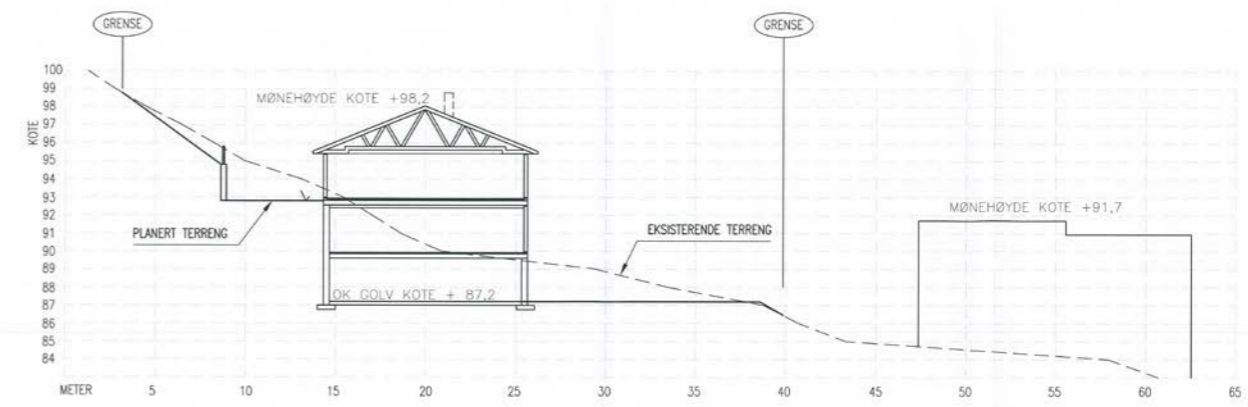 GRENSE
GRENSE
100
99
98
97
96
95
94
93
92
91
90
89
88
87
86
85
84
KOTE
MØNEHØYDE KOTE +98,2
PLANERT TERRENG
EKSISTERENDE TERRENG
MØNEHØYDE KOTE +91,7
OK GOLV KOTE + 87,2
METER 5 10 15 20 25 30 35 40 45 50 55 60 65